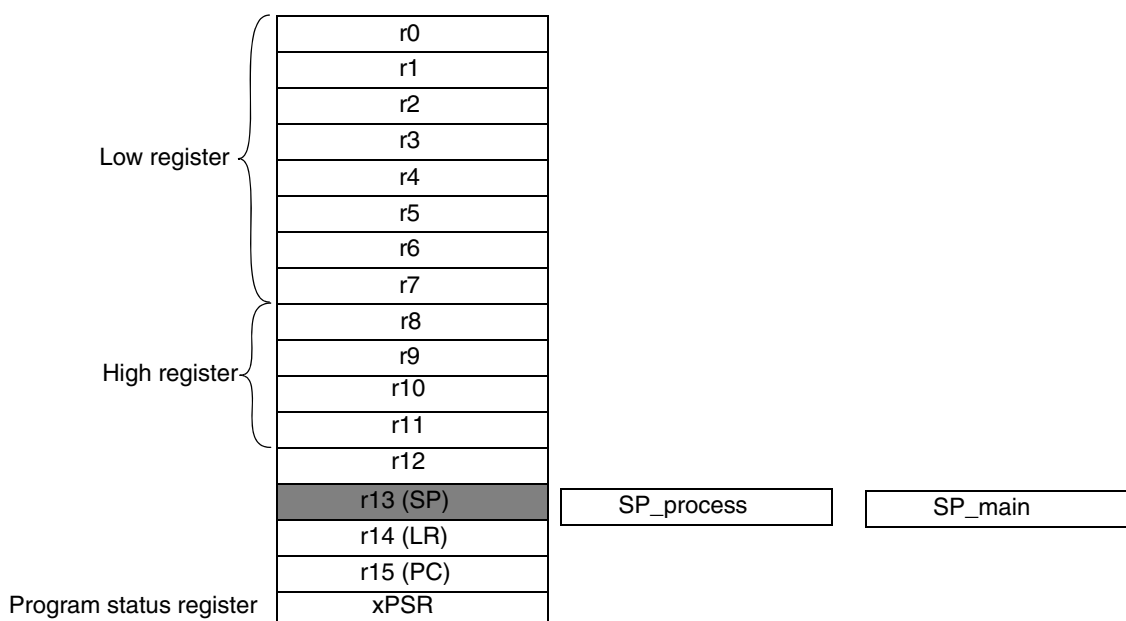 r0
r1
r2
r3
Low register
r4
r5
r6
r7
r8
r9
High register
r10
r11
r12
r13 (SP) SP_process SP_main
r14 (LR)
r15 (PC)
Program status register xPSR